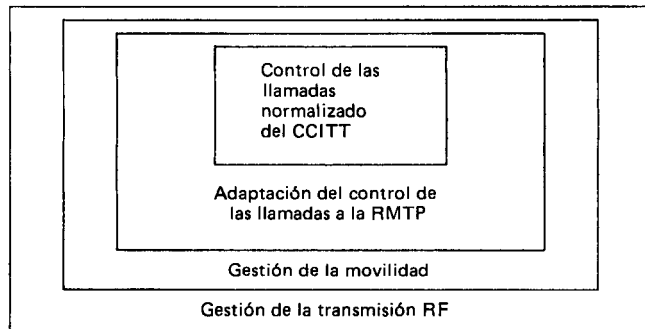 Control de las
llamadas
normalizado
del CCITT
Adaptación del control de
las llamadas a la RMTP
Gestión de la movilidad
Gestión de la transmisión RF